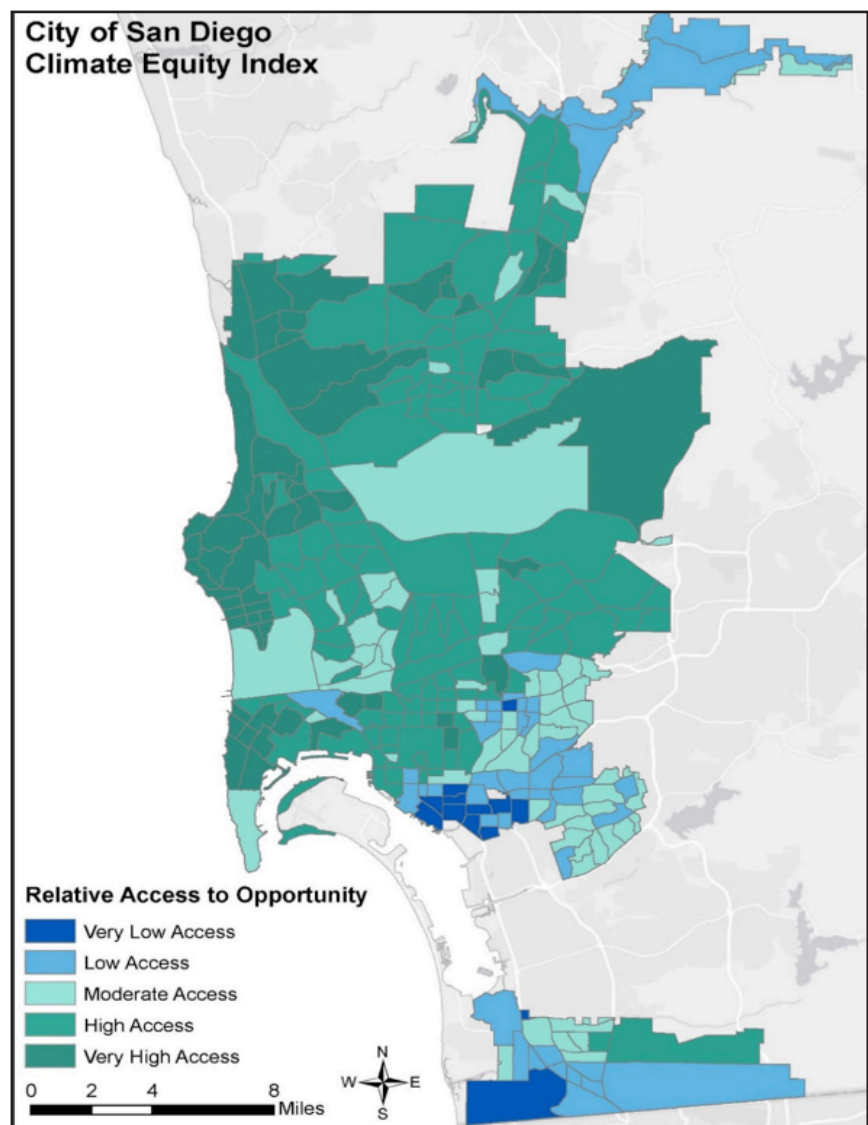 City of San Diego
Climate Equity Index
Relative Access to Opportunity
Very Low Access
Low Access
Moderate Access
High Access
Very High Access
N
W E
S
0 2 4 8
Miles